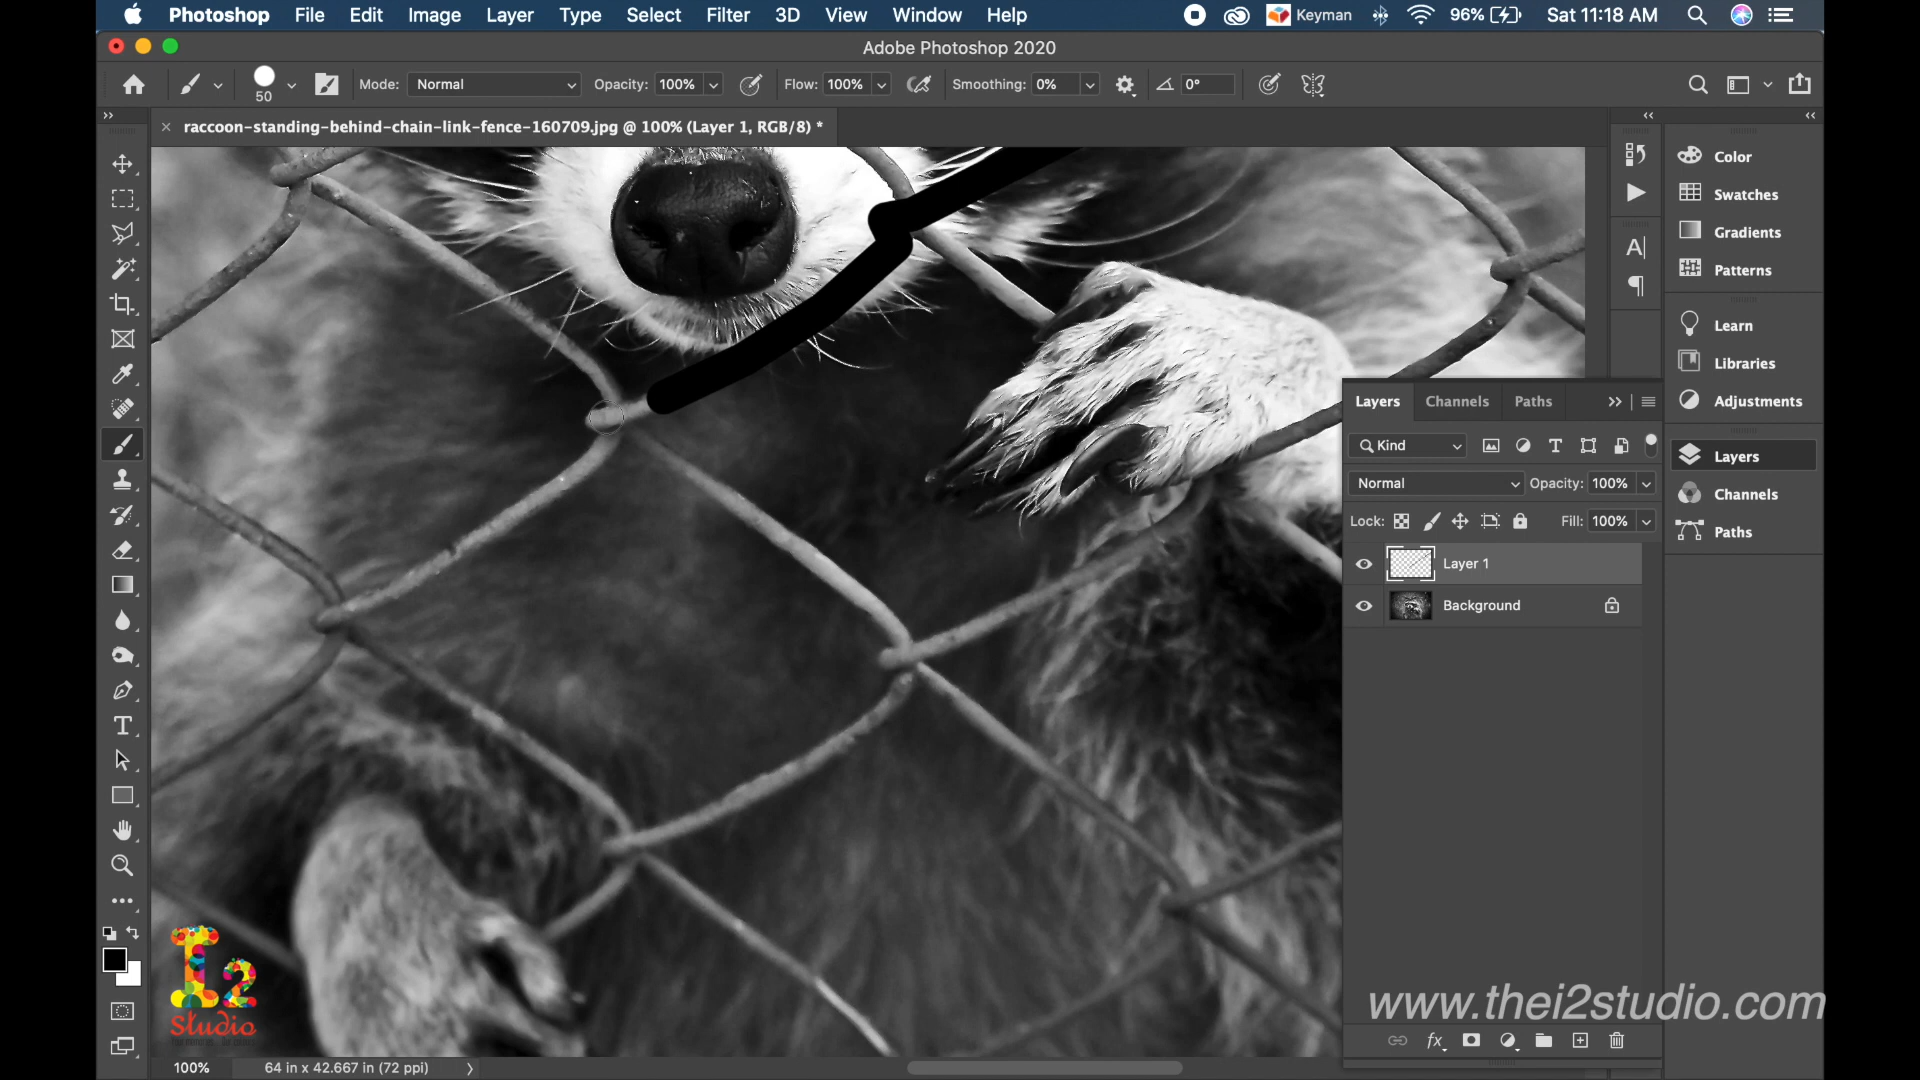 Photoshop File Edit Image Layer Type Select Filter 3D View Window Help Keyman 96% Sat 11:18 AM
Adobe Photoshop 2020
50 Mode: Normal Opacity: 100% Flow: 100% Smoothing: 0% 0°
raccoon-standing-behind-chain-link-fence-160709.jpg @ 100% (Layer 1, RGB/8) *
Color
Swatches
Gradients
Patterns
Learn
Libraries
Adjustments
Layers
Channels
Paths
Layers Channels Paths
Kind
Normal Opacity: 100%
Lock: Fill: 100%
Layer 1
Background
I2
Studio
www.thei2studio.com
100% 64 in x 42.667 in (72 ppi)